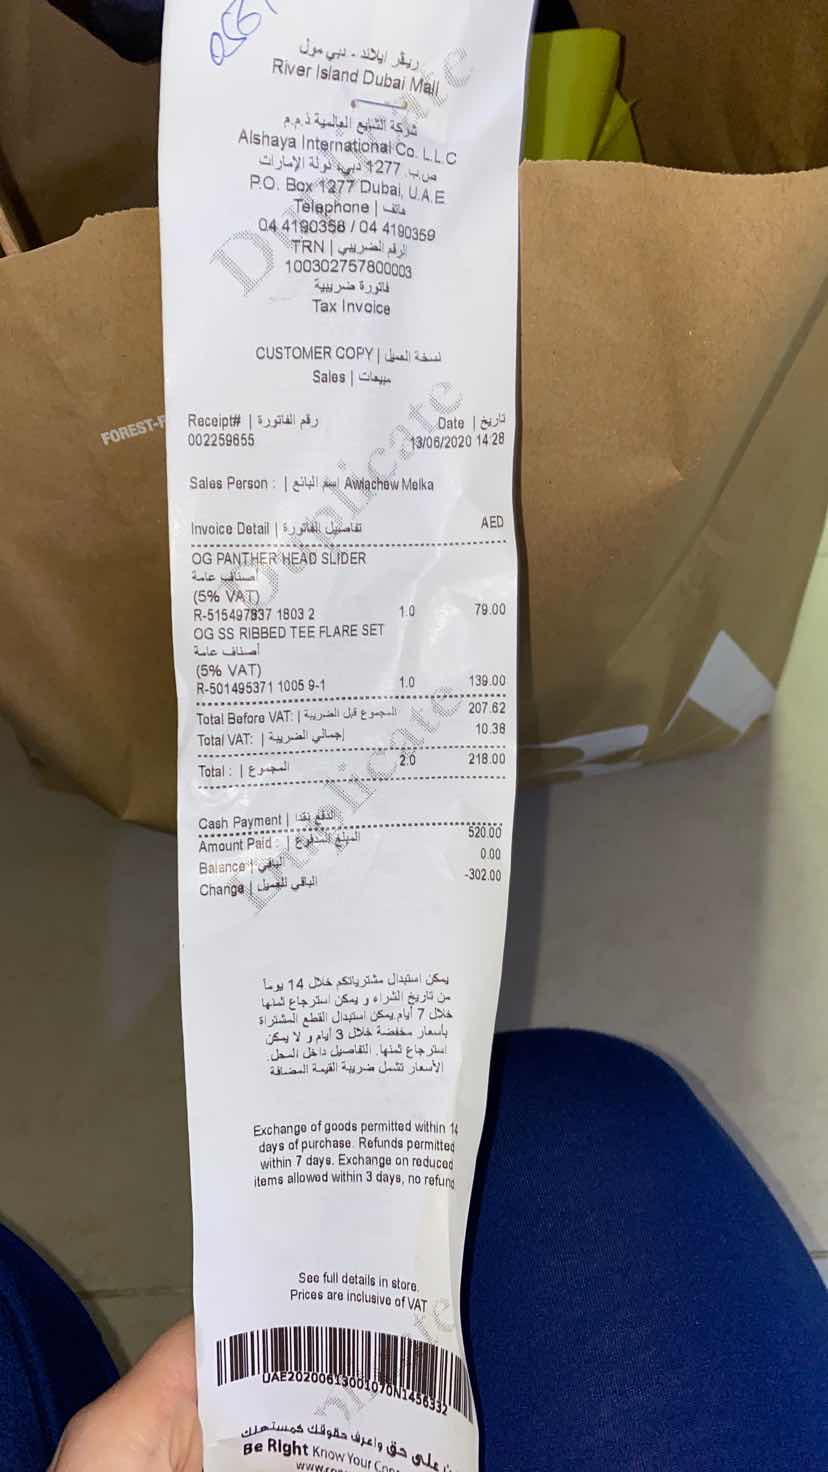 ريفر ايلاند - دبي مول
River Island Dubai Mall
شركة الشايع العالمية ذ.م.م
Alshaya International Co. L.L.C
ص.ب. 1277 دبي، دولة الإمارات
P.O. Box 1277 Dubai, U.A.E
Telephone | هاتف
04 4190358 / 04 4190359
TRN | الرقم الضريبي
100302757800003
فاتورة ضريبية
Tax Invoice
CUSTOMER COPY | نسخة العميل
Sales | مبيعات
Receipt# | رقم الفاتورة Date | تاريخ
002259655 13/06/2020 14:28
Sales Person : | إسم البائع Awlachew Melka
Invoice Detail | تفاصيل الفاتورة AED
OG PANTHER HEAD SLIDER
أصناف عامة
(5% VAT)
R-515497837 1803 2 1.0 79.00
OG SS RIBBED TEE FLARE SET
أصناف عامة
(5% VAT)
R-501495371 1005 9-1 1.0 139.00
Total Before VAT: | المجموع قبل الضريبة 207.62
Total VAT: | إجمالي الضريبة 10.38
Total : | المجموع 2.0 218.00
Cash Payment | الدفع نقدا
Amount Paid : | المبلغ المدفوع 520.00
Balance | الباقي 0.00
Change | الباقي للعميل -302.00
يمكن استبدال مشترياتكم خلال 14 يوما
من تاريخ الشراء و يمكن استرجاع ثمنها
خلال 7 أيام. يمكن استبدال القطع المشتراة
بأسعار مخفضة خلال 3 أيام و لا يمكن
استرجاع ثمنها. التفاصيل داخل المحل.
الأسعار تشمل ضريبة القيمة المضافة
Exchange of goods permitted within 14
days of purchase. Refunds permitted
within 7 days. Exchange on reduced
items allowed within 3 days, no refund
See full details in store.
Prices are inclusive of VAT
UAE20200613001070N1456332
على حق واعرف حقوقك كمستهلك
Be Right Know Your
www.
Duplicate
Duplicate
Duplicate
FOREST-F